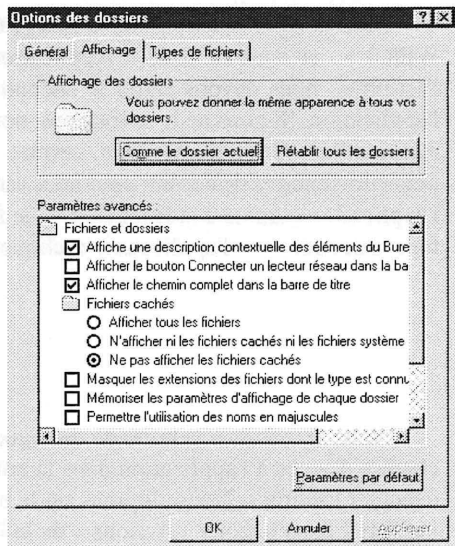 Options des dossiers
Général Affichage Types de fichiers
Affichage des dossiers
Vous pouvez donner la même apparence à tous vos
dossiers.
Comme le dossier actuel Rétablir tous les dossiers
Paramètres avancés :
Fichiers et dossiers
Affiche une description contextuelle des éléments du Bure
Afficher le bouton Connecter un lecteur réseau dans la ba
Afficher le chemin complet dans la barre de titre
Fichiers cachés
Afficher tous les fichiers
N'afficher ni les fichiers cachés ni les fichiers système
Ne pas afficher les fichiers cachés
Masquer les extensions des fichiers dont le type est connu
Mémoriser les paramètres d'affichage de chaque dossier
Permettre l'utilisation des noms en majuscules
Paramètres par défaut
OK Annuler Appliquer